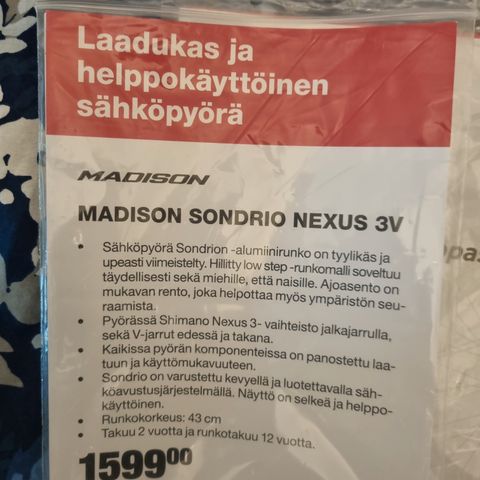 Laadukas ja
helppokäyttöinen
sähköpyörä
MADISON
MADISON SONDRIO NEXUS 3V
• Sähköpyörä Sondrion -alumiinirunko on tyylikäs ja
upeasti viimeistelty. Hillitty low step -runkomalli soveltuu
täydellisesti sekä miehille, että naisille. Ajoasento on
mukavan rento, joka helpottaa myös ympäristön seu-
raamista.
• Pyörässä Shimano Nexus 3- vaihteisto jalkajarrulla,
sekä V-jarrut edessä ja takana.
• Kaikissa pyörän komponenteissa on panostettu laa-
tuun ja käyttömukavuuteen.
• Sondrio on varustettu kevyellä ja luotettavalla säh-
köavustusjärjestelmällä. Näyttö on selkeä ja helppo-
käyttöinen.
• Runkokorkeus: 43 cm
• Takuu 2 vuotta ja runkotakuu 12 vuotta.
1599⁰⁰